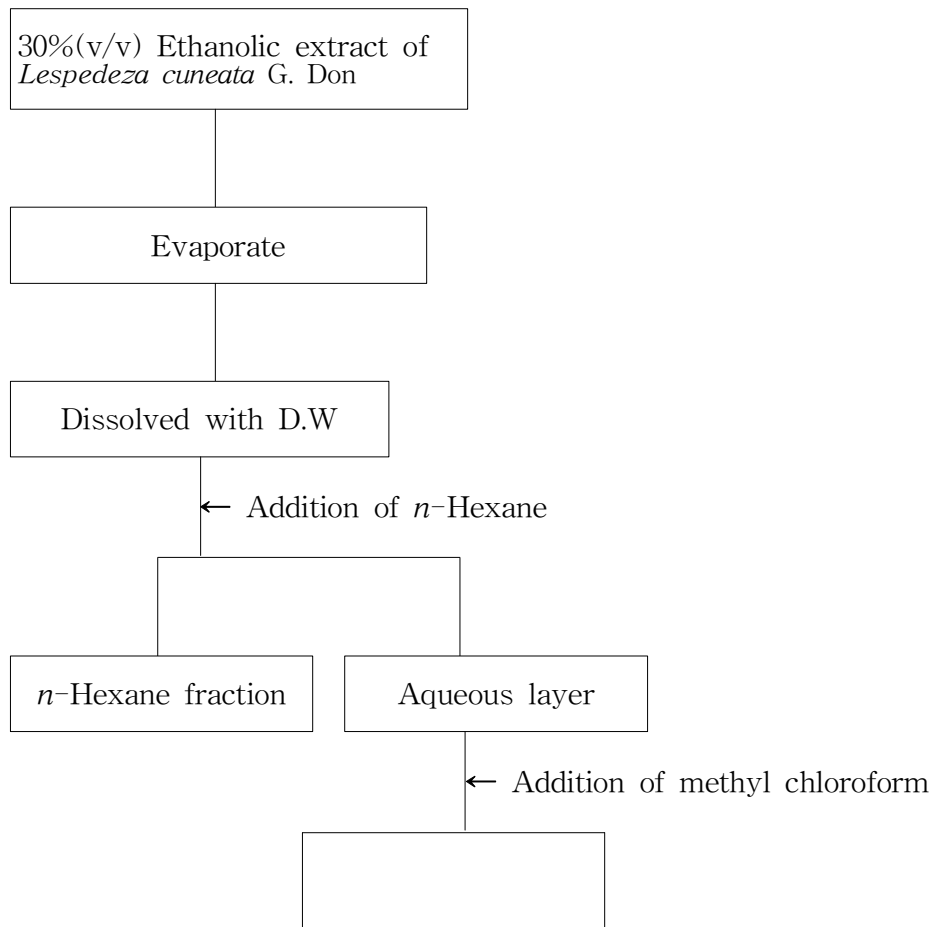 30%(v/v) Ethanolic extract of
Lespedeza cuneata G. Don
Evaporate
Dissolved with D.W
← Addition of n-Hexane
n-Hexane fraction
Aqueous layer
← Addition of methyl chloroform